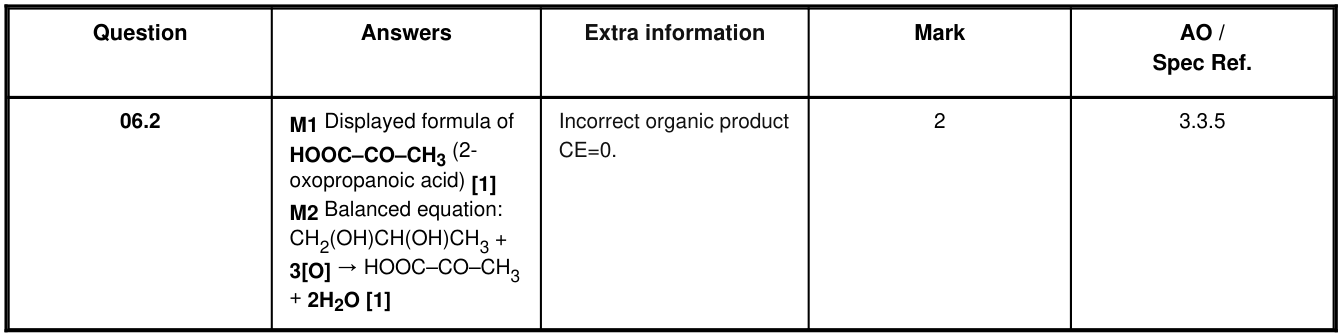 Question Answers Extra information Mark AO /
Spec Ref.
06.2 M1 Displayed formula of Incorrect organic product 2 3.3.5
HOOC–CO–CH3 (2- CE=0.
oxopropanoic acid) [1]
M2 Balanced equation:
CH2(OH)CH(OH)CH3 +
3[O] → HOOC–CO–CH3
+ 2H2O [1]